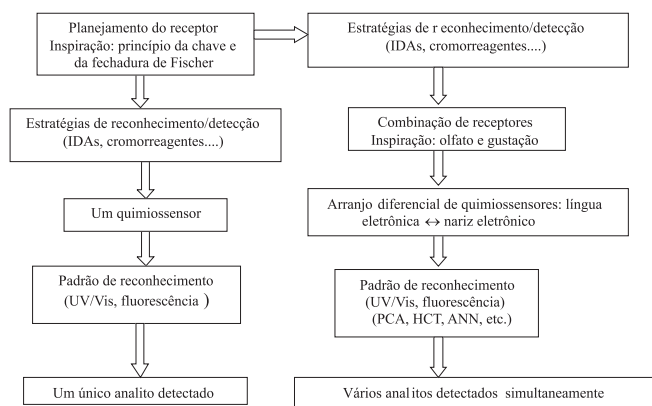 Planejamento do receptor
Inspiração: princípio da chave e
da fechadura de Fischer
Estratégias de reconhecimento/detecção
(IDAs, cromorreagentes....)
Um quimiossensor
Padrão de reconhecimento
(UV/Vis, fluorescência )
Um único analito detectado
Estratégias de r econhecimento/detecção
(IDAs, cromorreagentes....)
Combinação de receptores
Inspiração: olfato e gustação
Arranjo diferencial de quimiossensores: língua
eletrônica ↔ nariz eletrônico
Padrão de reconhecimento
(UV/Vis, fluorescência)
(PCA, HCT, ANN, etc.)
Vários analitos detectados simultaneamente